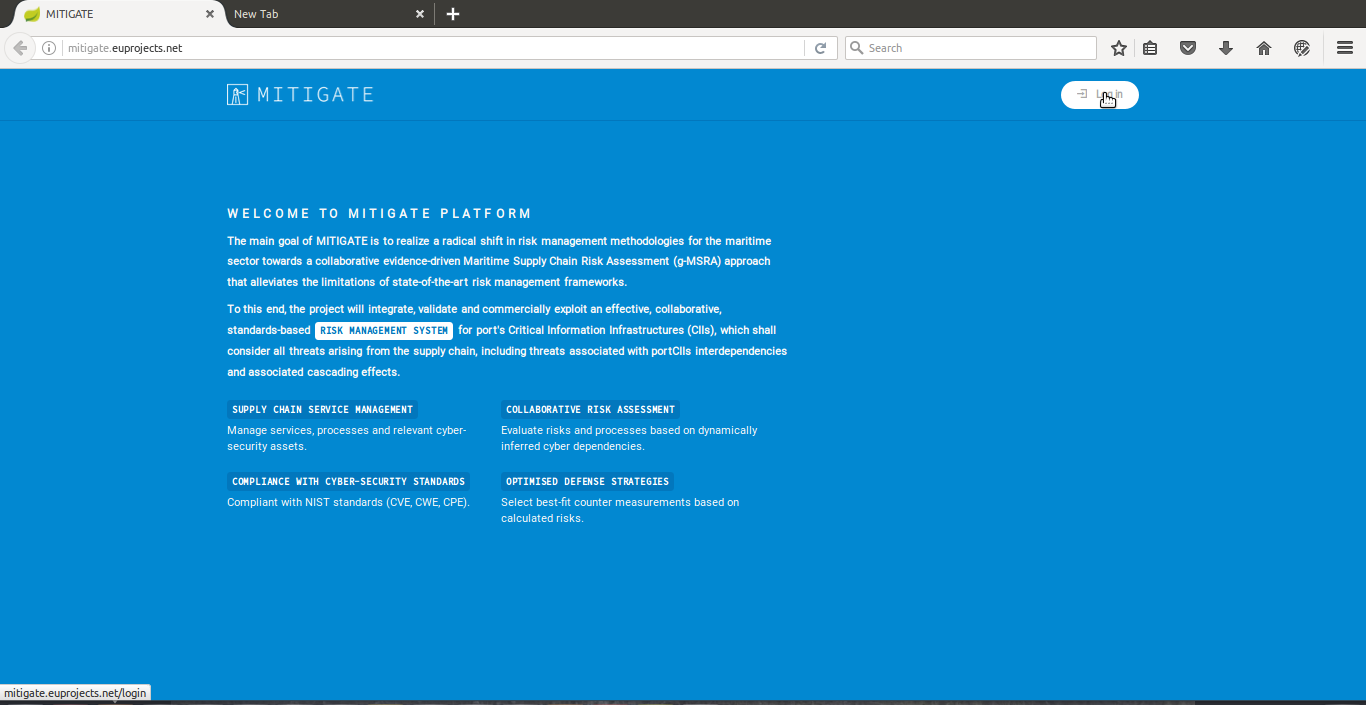 MITIGATE
New Tab
mitigate.euprojects.net
Search
MITIGATE
Log in
WELCOME TO MITIGATE PLATFORM
The main goal of MITIGATE is to realize a radical shift in risk management methodologies for the maritime
sector towards a collaborative evidence-driven Maritime Supply Chain Risk Assessment (g-MSRA) approach
that alleviates the limitations of state-of-the-art risk management frameworks.
To this end, the project will integrate, validate and commercially exploit an effective, collaborative,
standards-based RISK MANAGEMENT SYSTEM for port's Critical Information Infrastructures (CIIs), which shall
consider all threats arising from the supply chain, including threats associated with portCIIs interdependencies
and associated cascading effects.
SUPPLY CHAIN SERVICE MANAGEMENT
Manage services, processes and relevant cyber-
security assets.
COLLABORATIVE RISK ASSESSMENT
Evaluate risks and processes based on dynamically
inferred cyber dependencies.
COMPLIANCE WITH CYBER-SECURITY STANDARDS
Compliant with NIST standards (CVE, CWE, CPE).
OPTIMISED DEFENSE STRATEGIES
Select best-fit counter measurements based on
calculated risks.
mitigate.euprojects.net/login